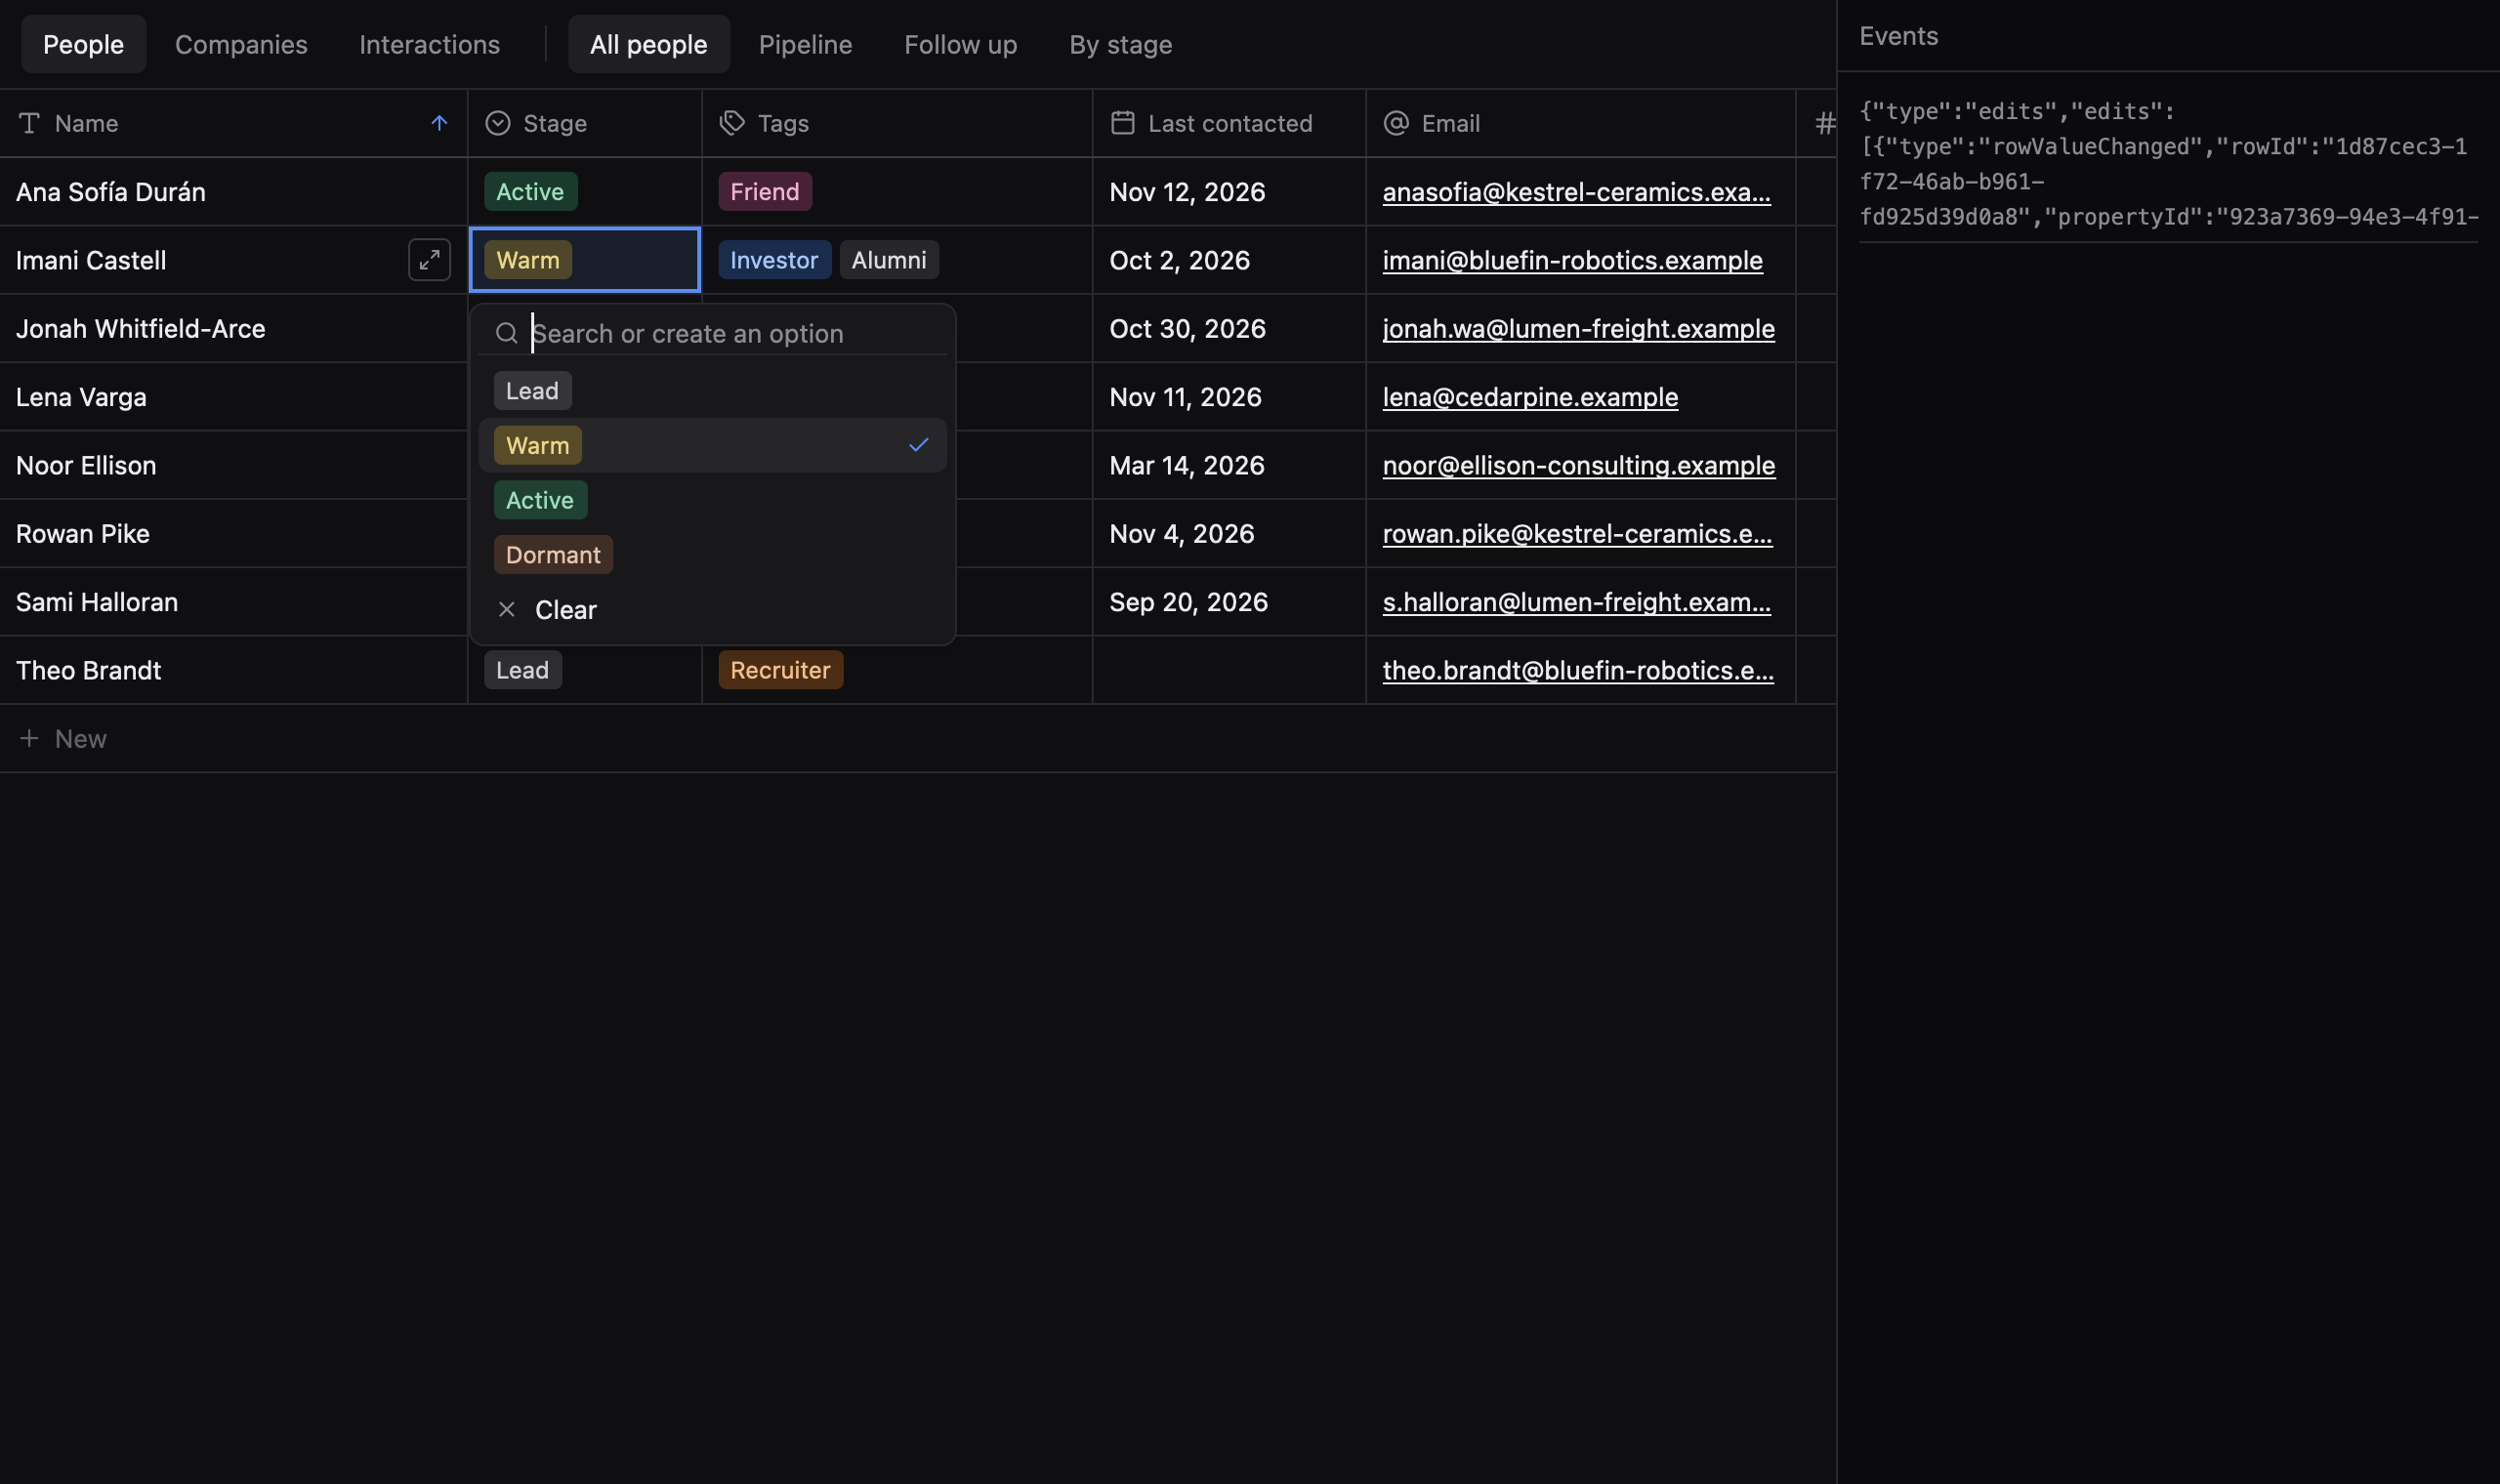 People Companies Interactions All people Pipeline Follow up By stage
Events
Name Stage Tags Last contacted Email #
{"type":"edits","edits":
[{"type":"rowValueChanged","rowId":"1d87cec3-1
f72-46ab-b961-
fd925d39d0a8","propertyId":"923a7369-94e3-4f91-
Ana Sofía Durán Active Friend Nov 12, 2026 anasofia@kestrel-ceramics.exa...
Imani Castell Warm Investor Alumni Oct 2, 2026 imani@bluefin-robotics.example
Jonah Whitfield-Arce Oct 30, 2026 jonah.wa@lumen-freight.example
Search or create an option
Lead
Lena Varga Nov 11, 2026 lena@cedarpine.example
Warm
Noor Ellison Mar 14, 2026 noor@ellison-consulting.example
Active
Rowan Pike Nov 4, 2026 rowan.pike@kestrel-ceramics.e...
Dormant
Sami Halloran Sep 20, 2026 s.halloran@lumen-freight.exam...
Clear
Theo Brandt Lead Recruiter theo.brandt@bluefin-robotics.e...
New